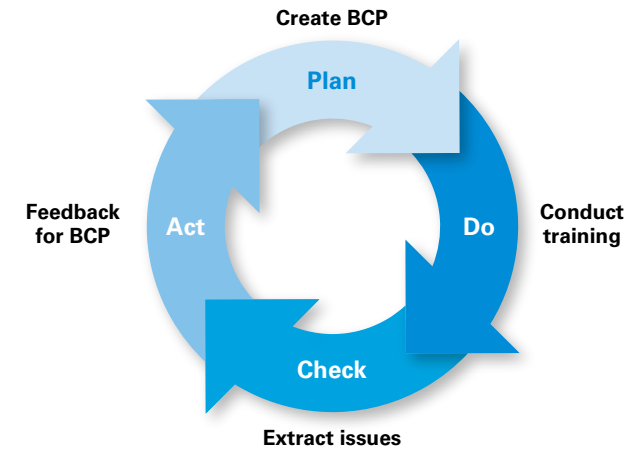 Create BCP
Plan
Do
Conduct
training
Check
Extract issues
Act
Feedback
for BCP